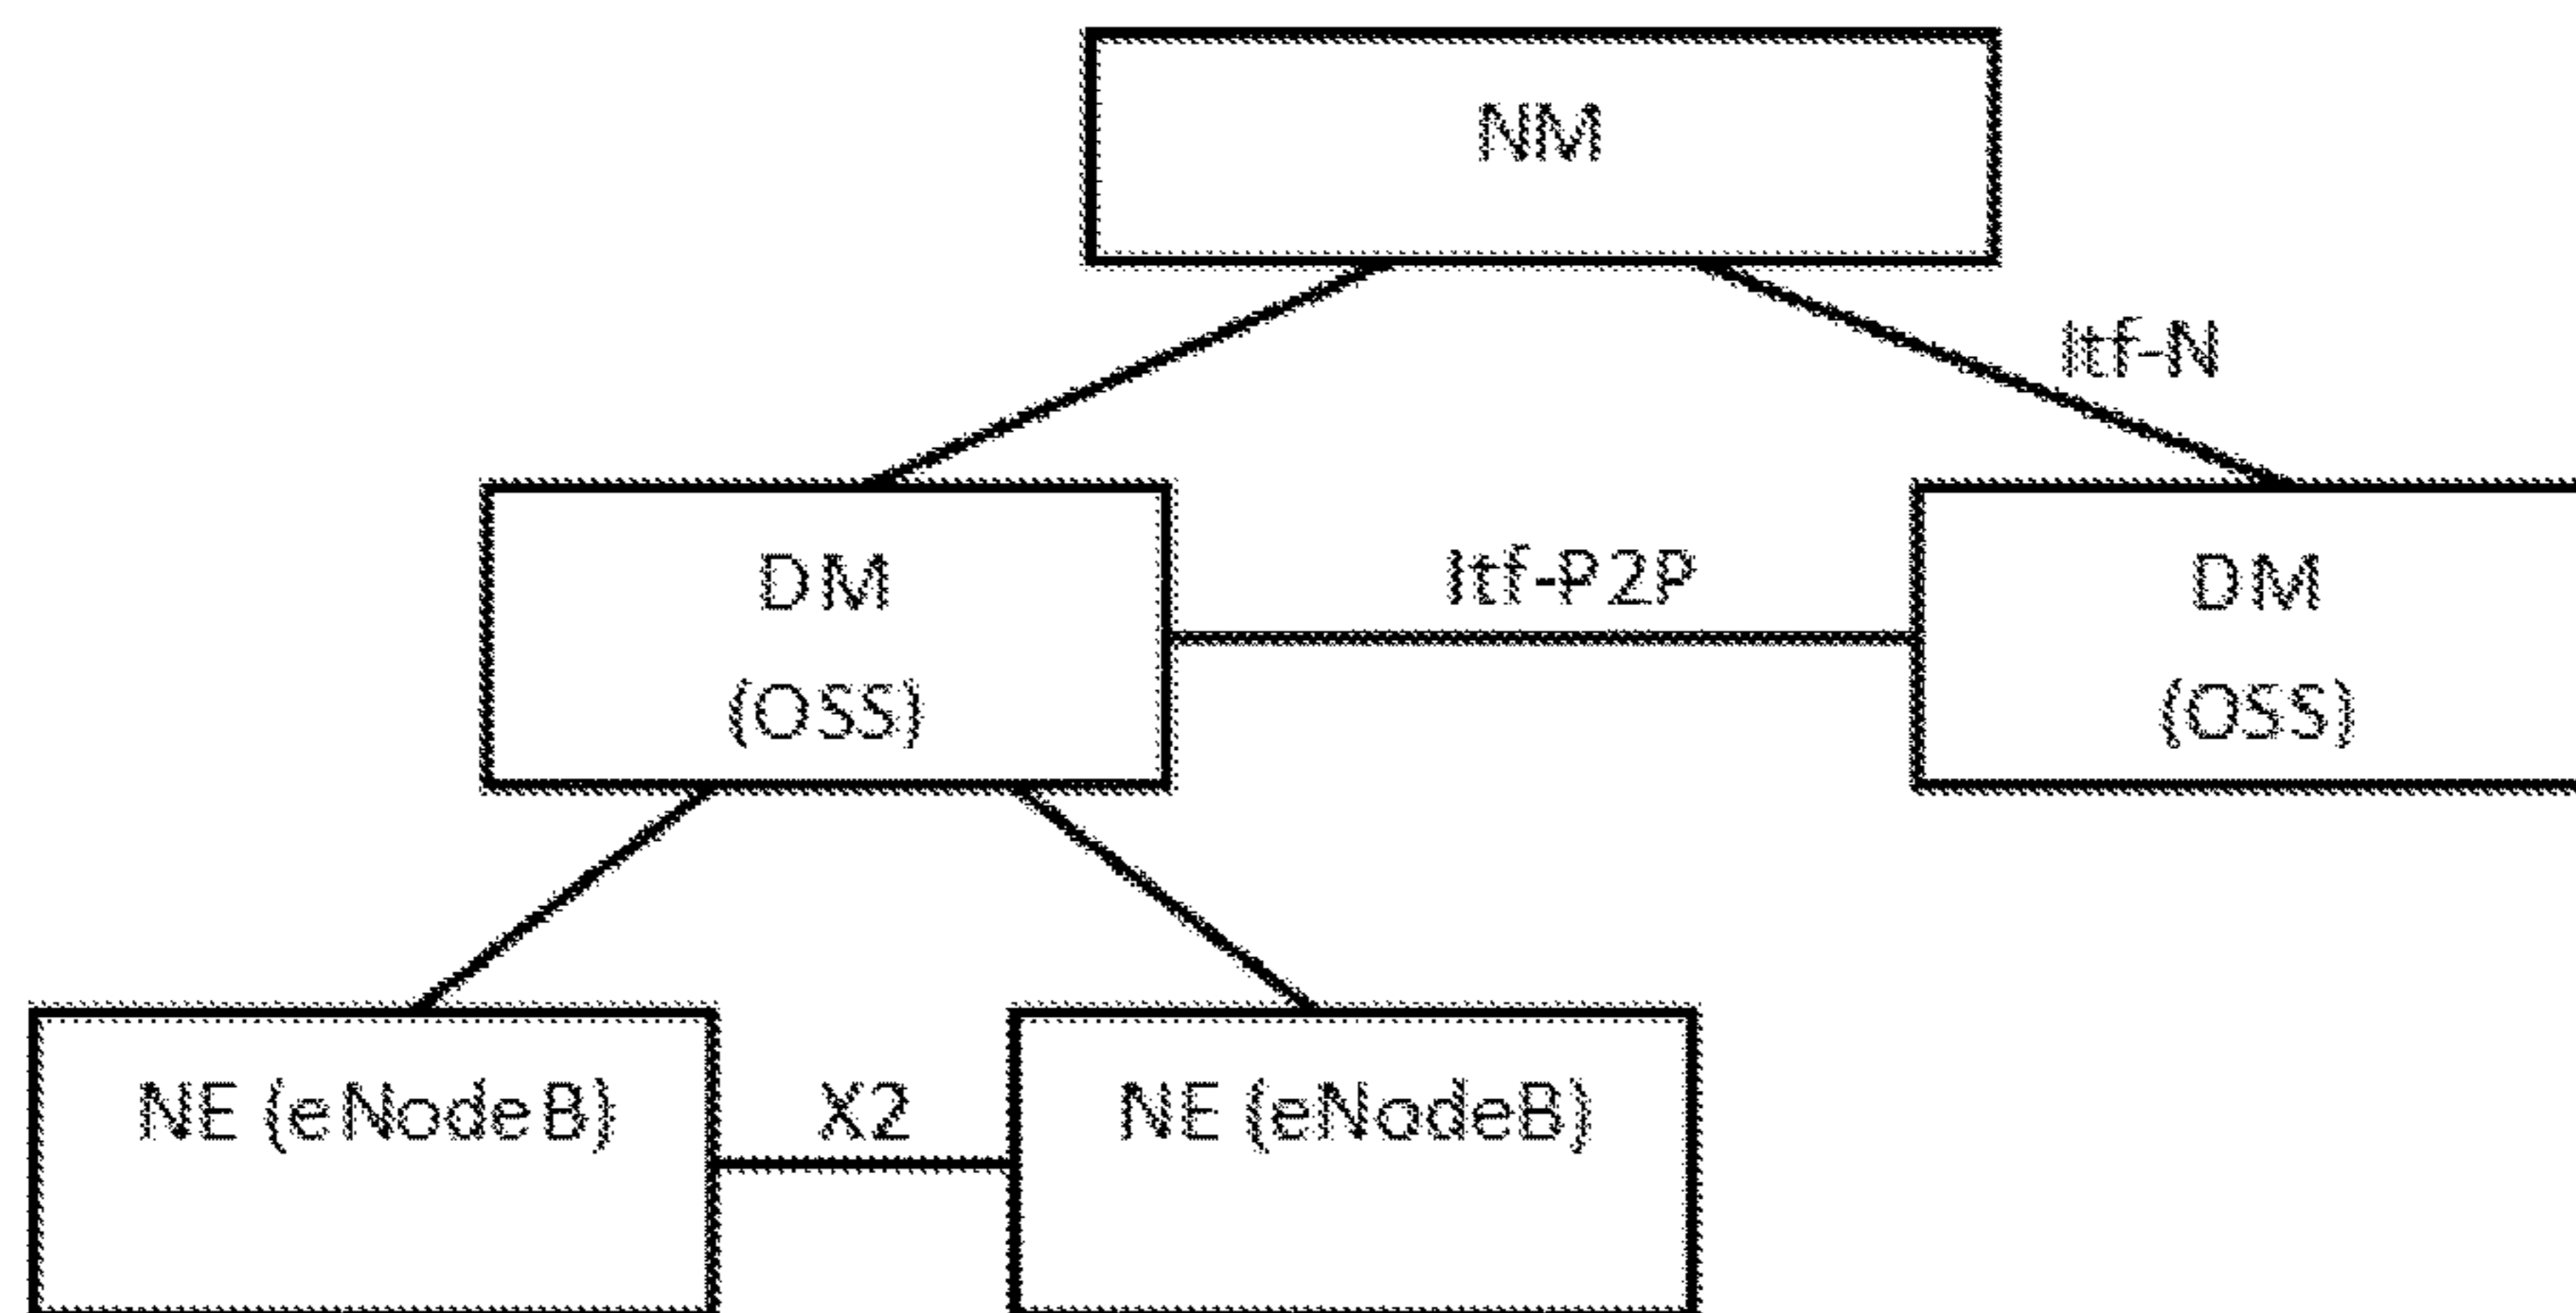 NM
Itf-N
DM
(OSS)
Itf-P2P
DM
(OSS)
NE (eNodeB)
X2
NE (eNodeB)